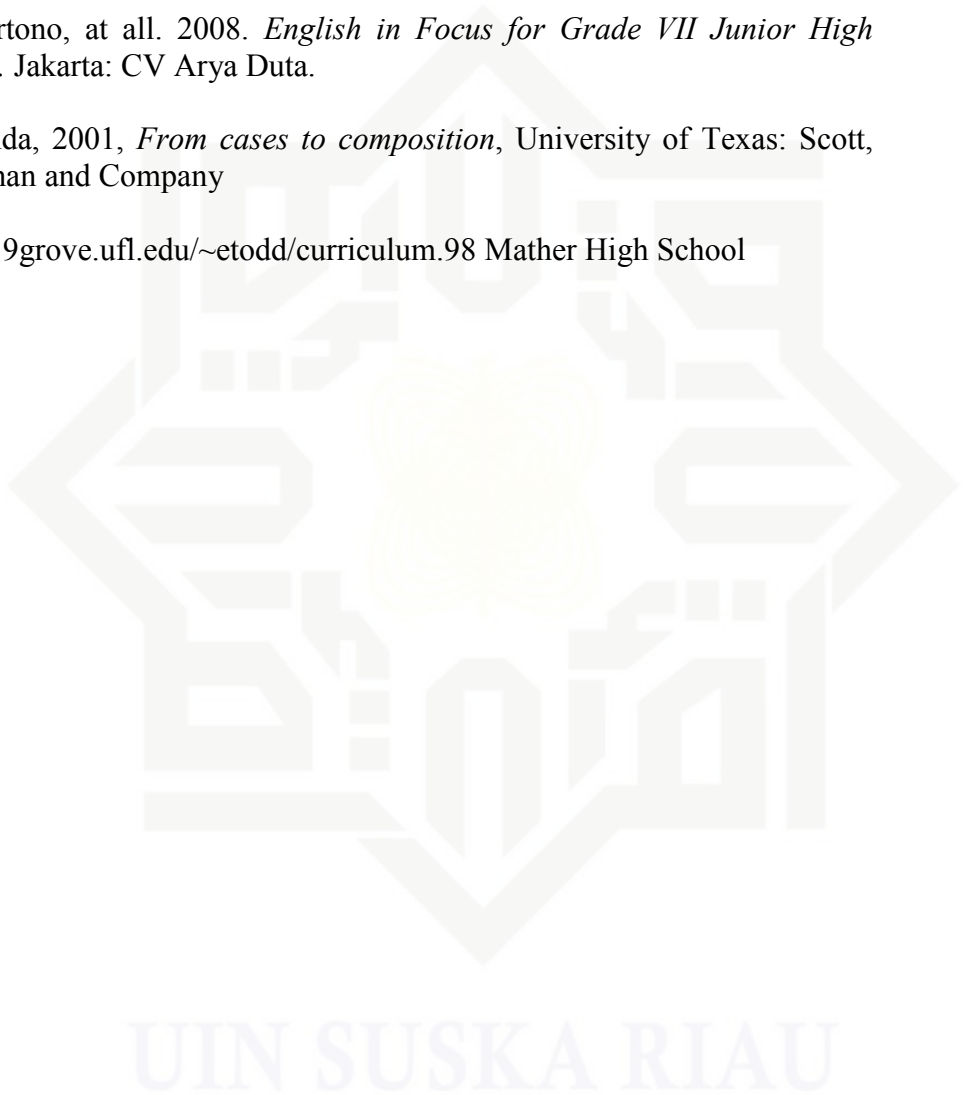 rtono, at all. 2008. English in Focus for Grade VII Junior High
. Jakarta: CV Arya Duta.
da, 2001, From cases to composition, University of Texas: Scott,
nan and Company
9grove.ufl.edu/~etodd/curriculum.98 Mather High School
UIN SUSKA RIAU